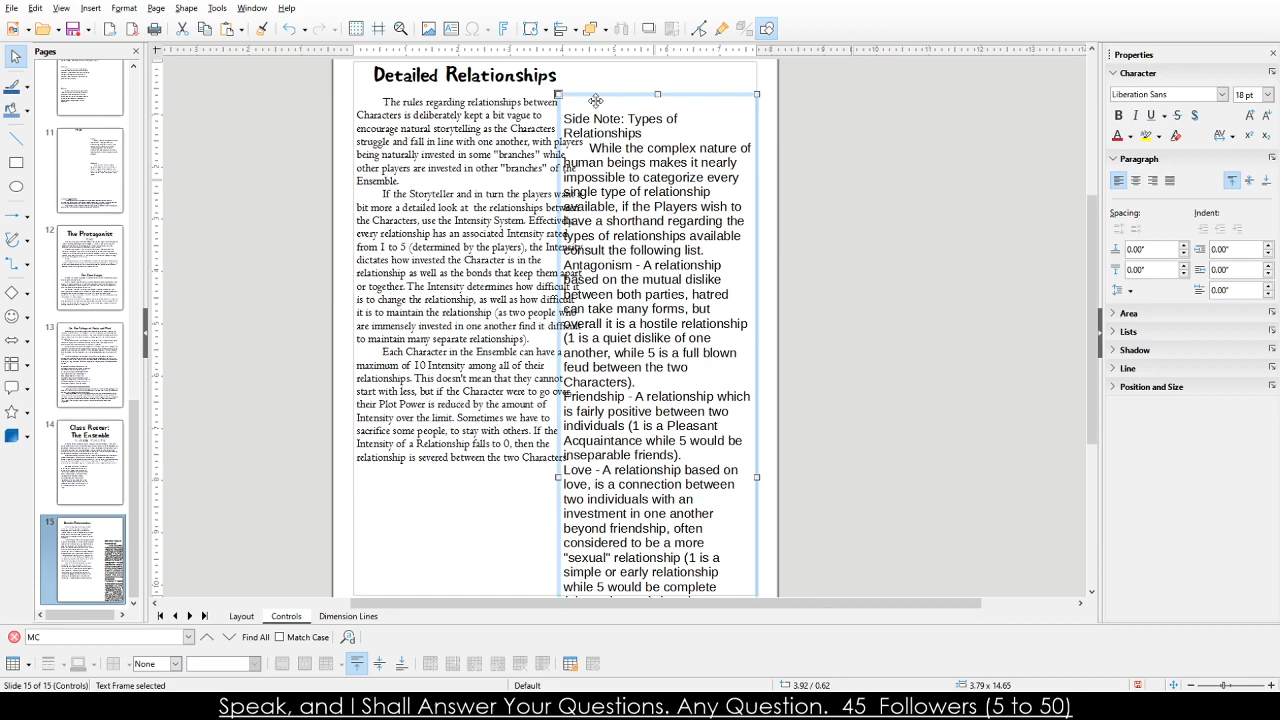 File Edit View Insert Format Page Shape Tools Window Help
Pages
11
12
The Protagonist
13
14
Class Roster:
The Ensemble
15
Detailed Relationships
The rules regarding relationships between
Characters is deliberately kept a bit vague to
encourage natural storytelling as the Characters
struggle and fall in line with one another, with players
being naturally invested in some "branches" while
other players are invested in other "branches" of the
Ensemble.
If the Storyteller and in turn the players want a
bit more a detailed look at the relationships between
the Characters, use the Intensity System. Effectively
every relationship has an associated Intensity rated
from 1 to 5 (determined by the players), the Intensity
dictates how invested the Character is in the
relationship as well as the bonds that keep them apart
or together. The Intensity determines how difficult it
is to change the relationship, as well as how difficult
it is to maintain the relationship (as two people who
are immensely invested in one another find it difficult
to maintain many separate relationships).
Each Character in the Ensemble can have a
maximum of 10 Intensity among all of their
relationships. This doesn't mean that they cannot
start with less, but if the Character were to go over
their Plot Power is reduced by the amount of
Intensity over the limit. Sometimes we have to
sacrifice some people, to stay with others. If the
Intensity of a Relationship falls to 0, then the
relationship is severed between the two Characters.
Side Note: Types of
Relationships
While the complex nature of
human beings makes it nearly
impossible to categorize every
single type of relationship
available, if the Players wish to
have a shorthand regarding the
types of relationships available
consult the following list.
Antagonism - A relationship
based on the mutual dislike
between both parties, hatred
can take many forms, but
overall it is a hostile relationship
(1 is a quiet dislike of one
another, while 5 is a full blown
feud between the two
Characters).
Friendship - A relationship which
is fairly positive between two
individuals (1 is a Pleasant
Acquaintance while 5 would be
inseparable friends).
Love - A relationship based on
love, is a connection between
two individuals with an
investment in one another
beyond friendship, often
considered to be a more
"sexual" relationship (1 is a
simple or early relationship
while 5 would be complete
Properties
Character
Liberation Sans 18 pt
Paragraph
Spacing: Indent:
0.00" 0.00"
0.00" 0.00"
0.00"
Area
Lists
Shadow
Line
Position and Size
Layout Controls Dimension Lines
MC Find All Match Case
None
Slide 15 of 15 (Controls) Text Frame selected Default 3.92 / 0.62 3.79 x 14.65
Speak, and I Shall Answer Your Questions. Any Question. 45 Followers (5 to 50)